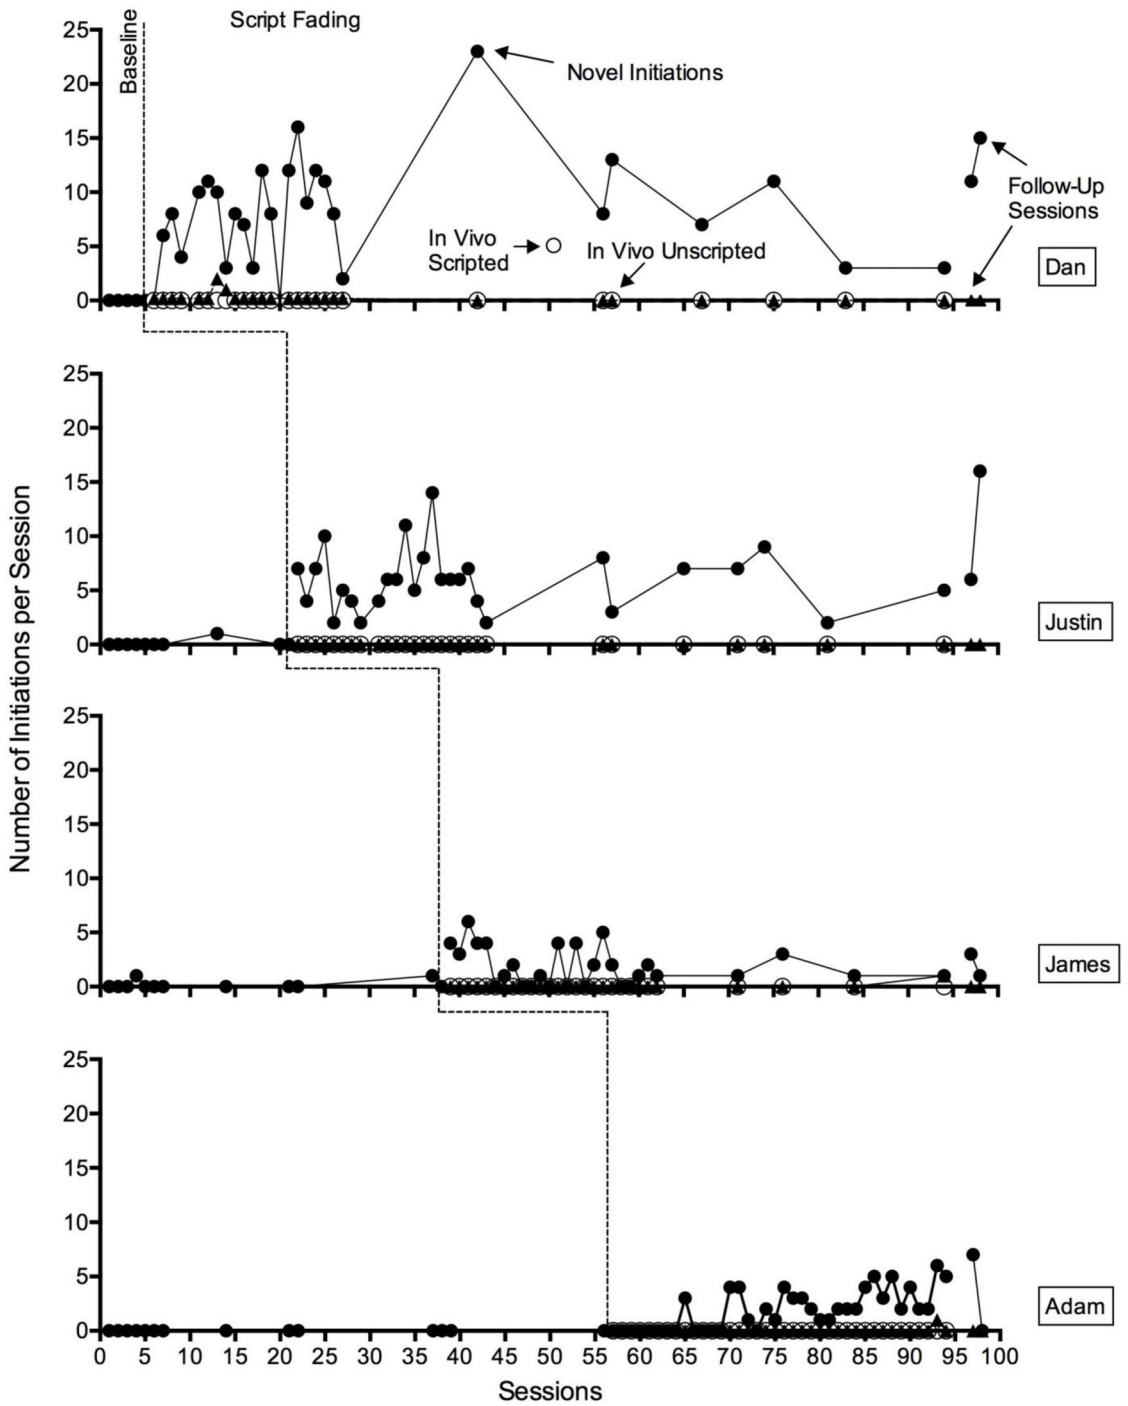 Script Fading
Baseline
25
20
15
10
5
0
Novel Initiations
Follow-Up
Sessions
In Vivo
Scripted
In Vivo Unscripted
Dan
25
20
15
10
5
0
Justin
Number of Initiations per Session
25
20
15
10
5
0
James
25
20
15
10
5
0
Adam
0 5 10 15 20 25 30 35 40 45 50 55 60 65 70 75 80 85 90 95 100
Sessions